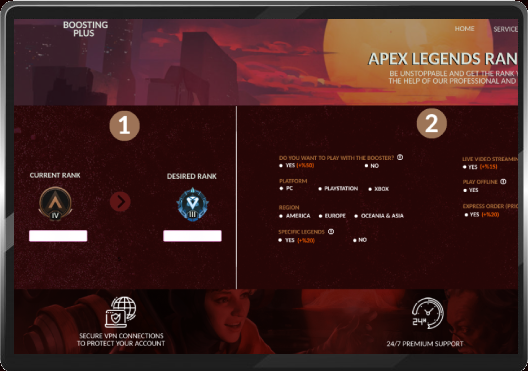 BOOSTING
PLUS
HOME
SERVICE
APEX LEGENDS RAN
BE UNSTOPPABLE AND GET THE RANK
THE HELP OF OUR PROFESSIONAL AND
1
2
CURRENT RANK
DESIRED RANK
IV
III
DO YOU WANT TO PLAY WITH THE BOOSTER?
YES (+%50)
NO
PLATFORM
PC
PLAYSTATION
XBOX
REGION
AMERICA
EUROPE
OCEANIA & ASIA
SPECIFIC LEGENDS
YES (+%20)
NO
LIVE VIDEO STREAMIN
YES (+%15)
PLAY OFFLINE
YES
EXPRESS ORDER (PRIO
YES (+%20)
SECURE VPN CONNECTIONS
TO PROTECT YOUR ACCOUNT
24H
24/7 PREMIUM SUPPORT